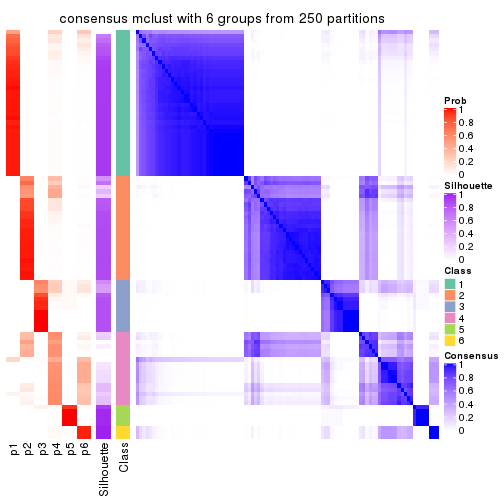 consensus mclust with 6 groups from 250 partitions
Prob
1
0.8
0.6
0.4
0.2
0
Silhouette
1
0.8
0.6
0.4
0.2
0
Class
1
2
3
4
5
6
Consensus
1
0.8
0.6
0.4
0.2
0
p1
p2
p3
p4
p5
p6
Silhouette
Class